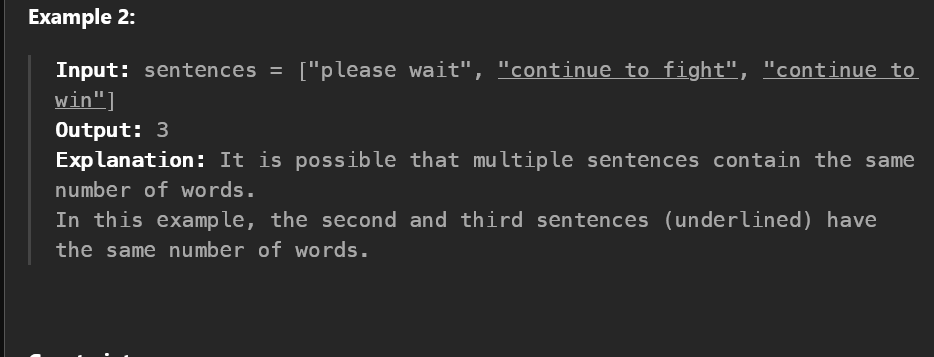 Example 2:
Input: sentences = ["please wait", "continue to fight", "continue to
win"]
Output: 3
Explanation: It is possible that multiple sentences contain the same
number of words.
In this example, the second and third sentences (underlined) have
the same number of words.